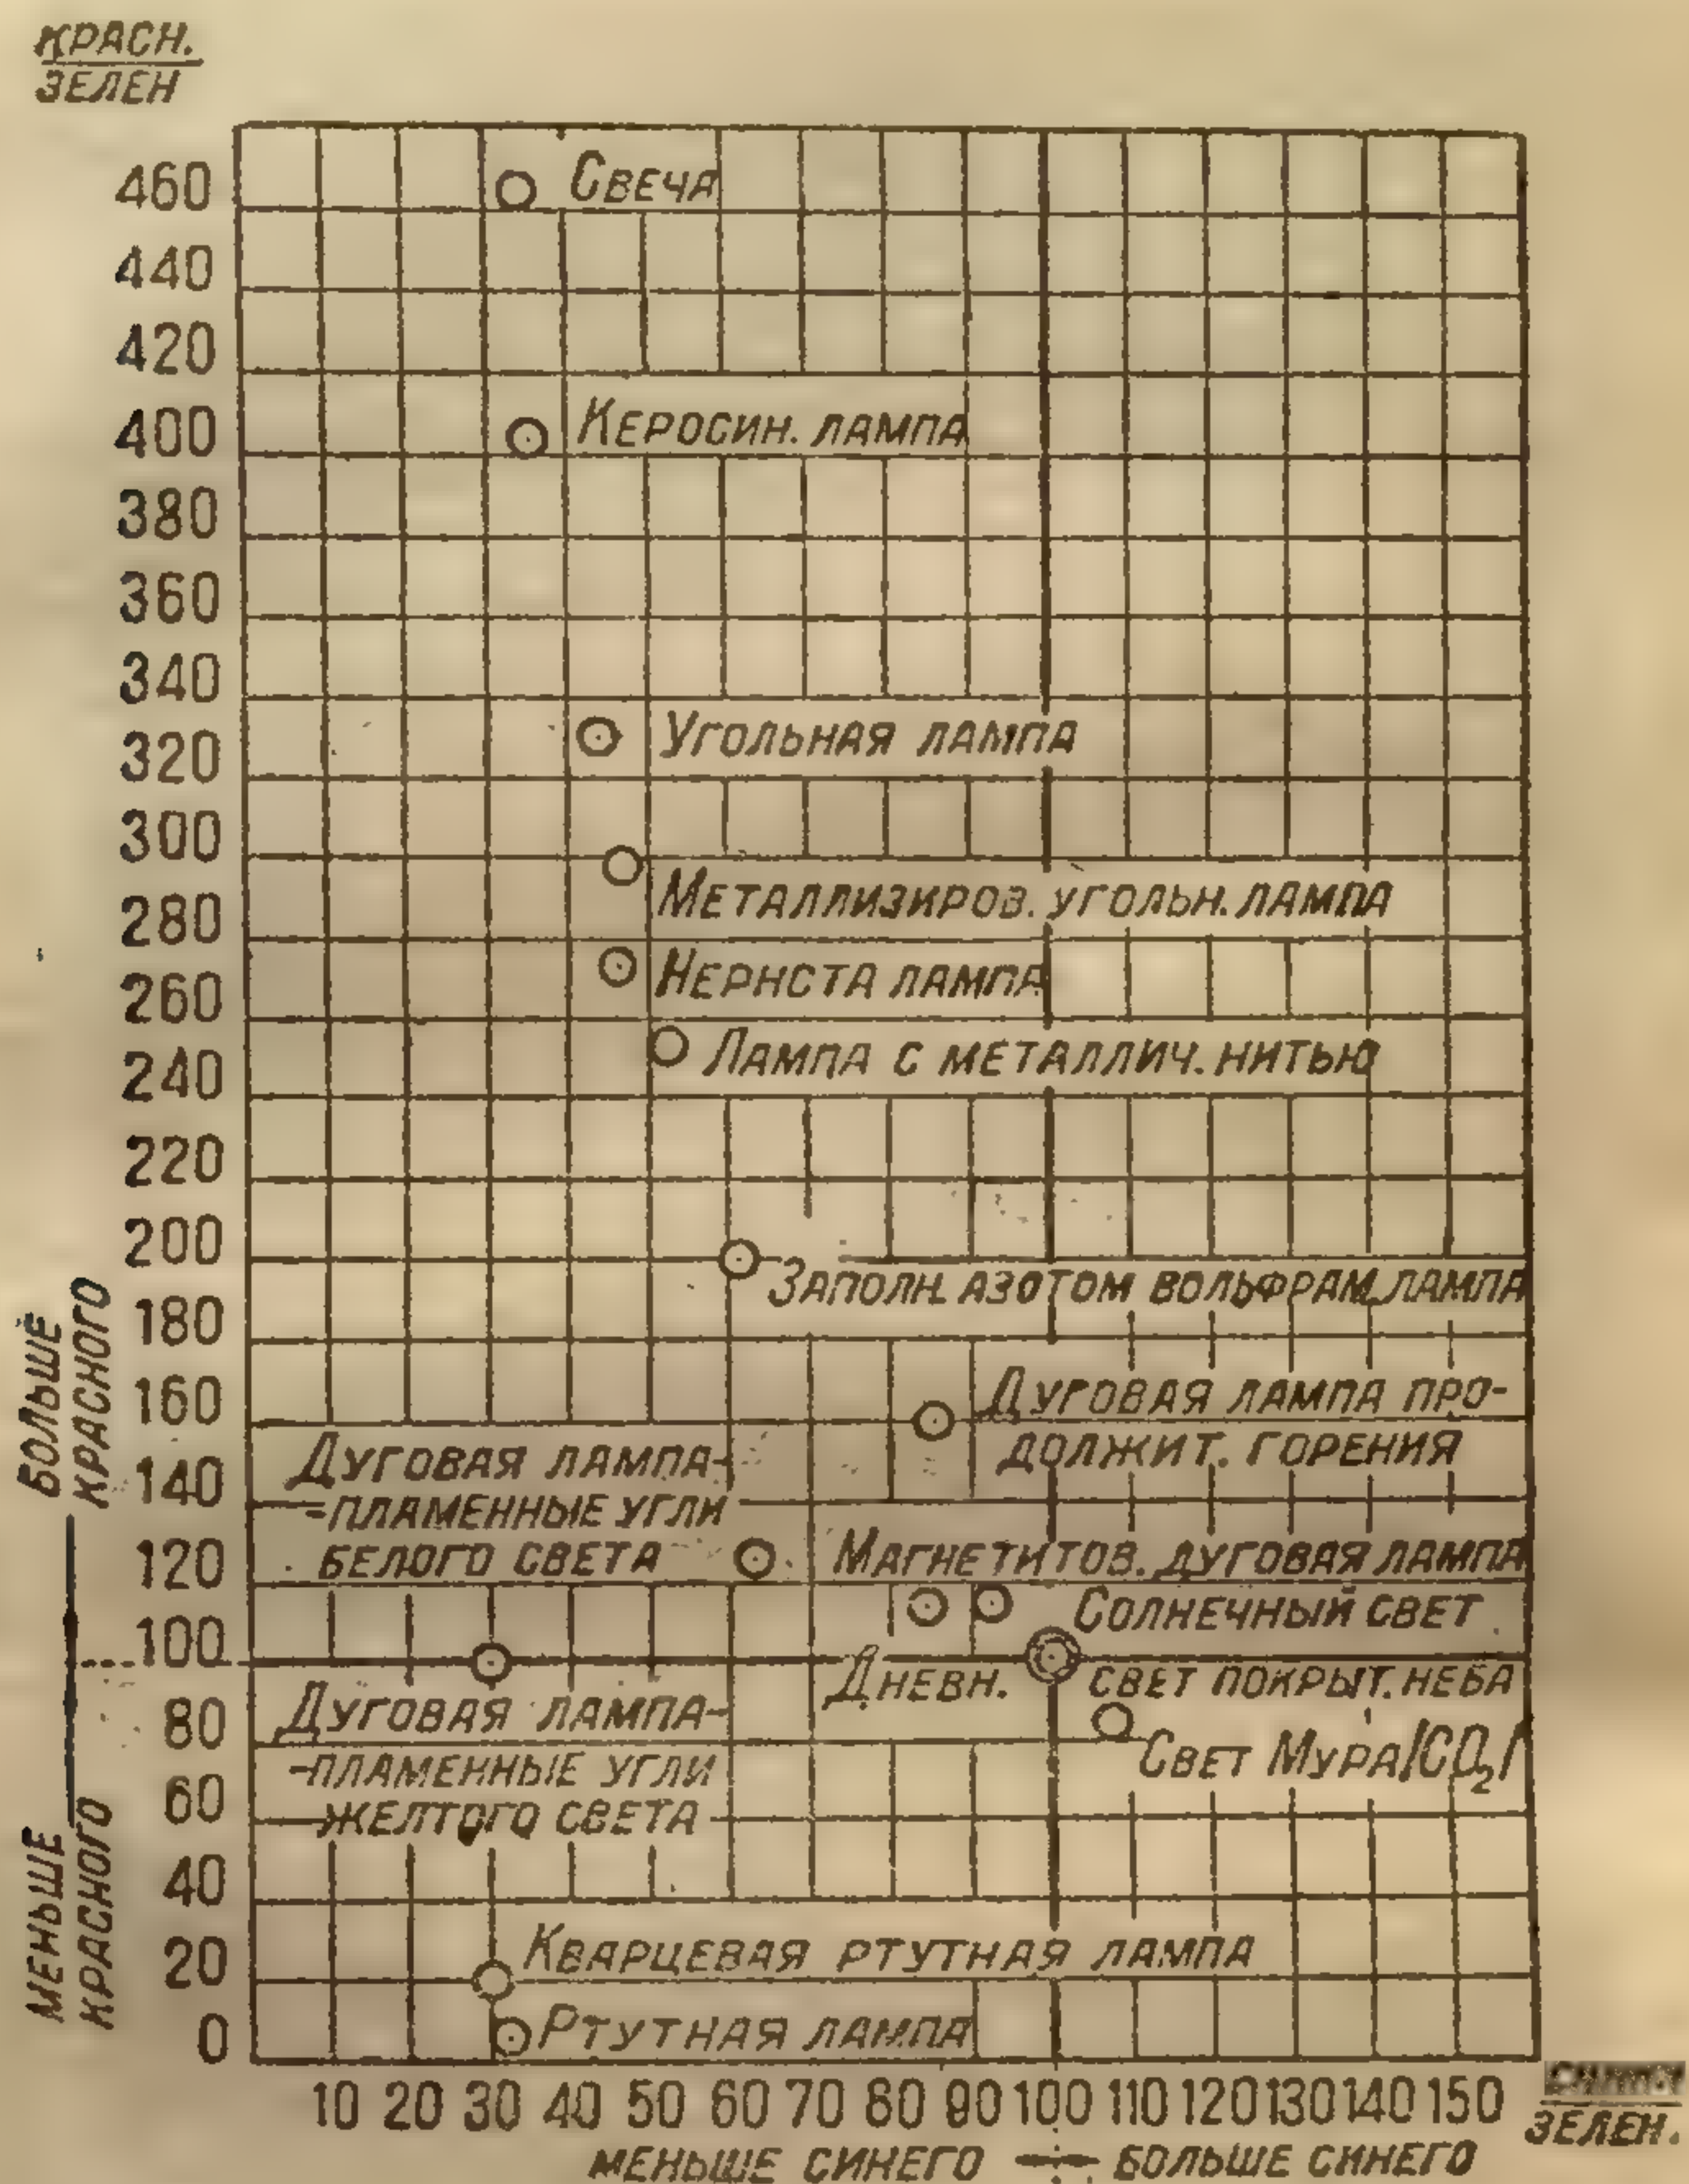 КРАСН.
ЗЕЛЕН
460
СВЕЧА
440
420
400
КЕРОСИН. ЛАМПА
380
360
340
320
УГОЛЬНАЯ ЛАМПА
300
МЕТАЛЛИЗИРОВ. УГОЛЬН. ЛАМПА
280
НЕРНСТА ЛАМПА
260
ЛАМПА С МЕТАЛЛИЧ. НИТЬЮ
240
220
200
ЗАПОЛН. АЗОТОМ ВОЛЬФРАМ. ЛАМПА
180
160
ДУГОВАЯ ЛАМПА ПРО-
ДОЛЖИТ. ГОРЕНИЯ
140
ДУГОВАЯ ЛАМПА-
-ПЛАМЕННЫЕ УГЛИ
БЕЛОГО СВЕТА
120
МАГНЕТИТОВ. ДУГОВАЯ ЛАМПА
СОЛНЕЧНЫЙ СВЕТ
100
ДНЕВН. СВЕТ ПОКРЫТ. НЕБА
80
ДУГОВАЯ ЛАМПА-
-ПЛАМЕННЫЕ УГЛИ
ЖЕЛТОГО СВЕТА
СВЕТ МУРА/CO₂/
60
40
20
КВАРЦЕВАЯ РТУТНАЯ ЛАМПА
0
РТУТНАЯ ЛАМПА
БОЛЬШЕ
КРАСНОГО
МЕНЬШЕ
КРАСНОГО
10 20 30 40 50 60 70 80 90 100 110 120 130 140 150
ЗЕЛЕН.
МЕНЬШЕ СИНЕГО БОЛЬШЕ СИНЕГО